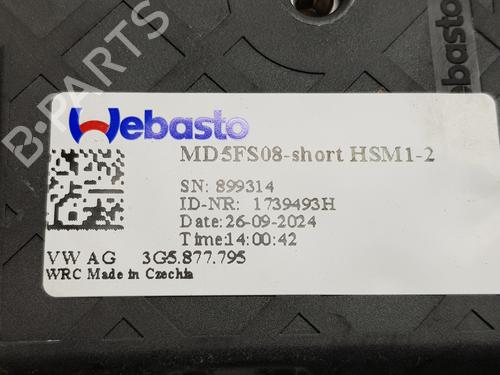 Webasto
Webasto
MD5FS08-short HSM1-2
SN: 899314
ID-NR: 1739493H
Date:26-09-2024
Time:14:00:42
VW AG 3G5.877.795
WRC Made in Czechia
B-PARTS